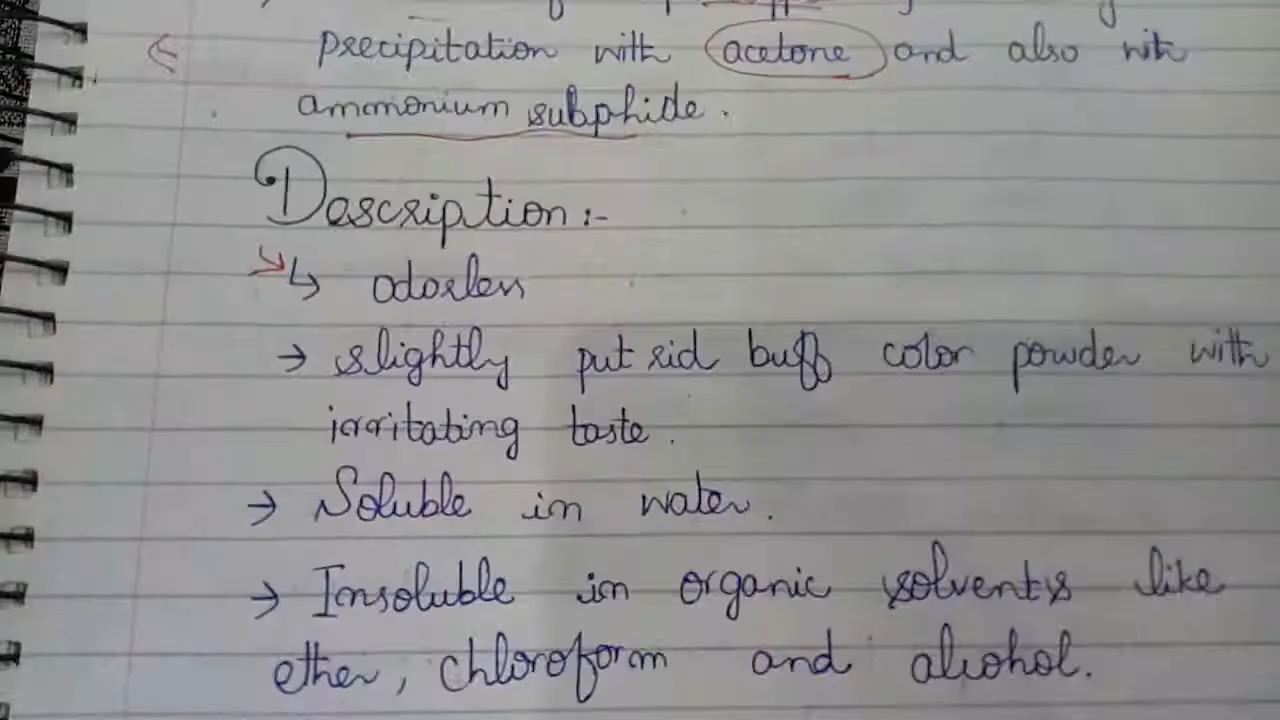 precipitation with acetone and also with
ammonium subphide.
Description :-
↳ odorless
→ slightly putrid buff color powder with
irritating taste.
→ Soluble in water.
→ Insoluble in organic solvents like
ether, chloroform and alcohol.